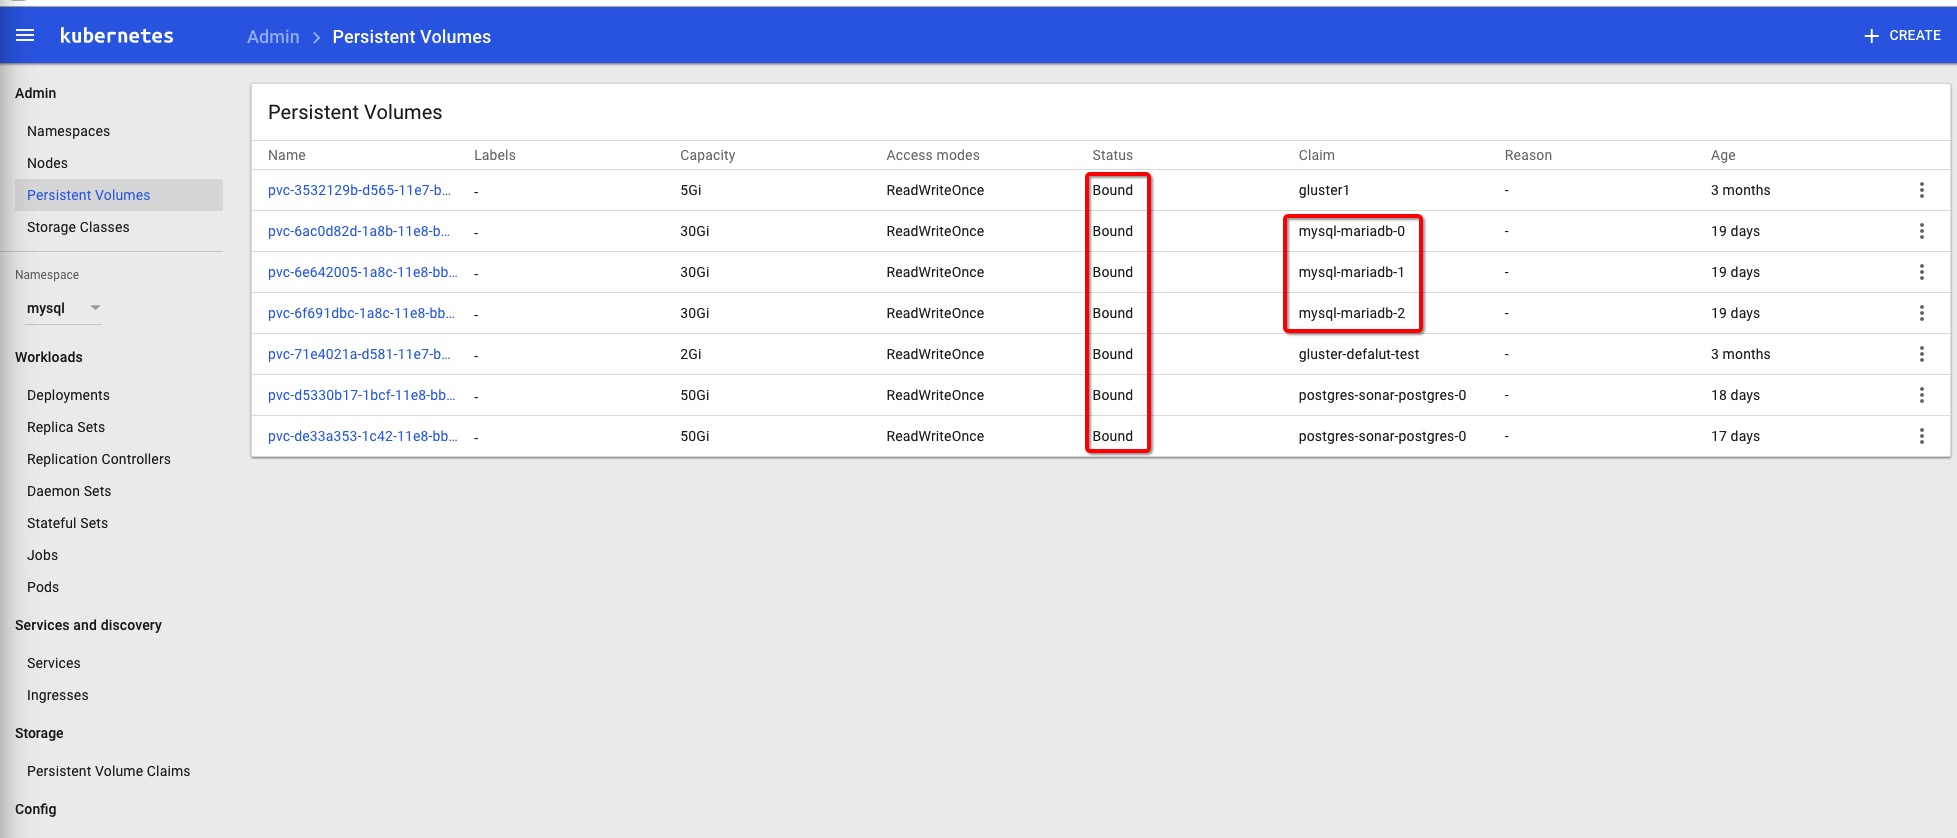 kubernetes
Admin > Persistent Volumes
+ CREATE
Admin
Namespaces
Nodes
Persistent Volumes
Storage Classes
Namespace
mysql
Workloads
Deployments
Replica Sets
Replication Controllers
Daemon Sets
Stateful Sets
Jobs
Pods
Services and discovery
Services
Ingresses
Storage
Persistent Volume Claims
Config
Persistent Volumes
Name Labels Capacity Access modes Status Claim Reason Age
pvc-3532129b-d565-11e7-b... - 5Gi ReadWriteOnce Bound gluster1 - 3 months
pvc-6ac0d82d-1a8b-11e8-b... - 30Gi ReadWriteOnce Bound mysql-mariadb-0 - 19 days
pvc-6e642005-1a8c-11e8-bb... - 30Gi ReadWriteOnce Bound mysql-mariadb-1 - 19 days
pvc-6f691dbc-1a8c-11e8-bb... - 30Gi ReadWriteOnce Bound mysql-mariadb-2 - 19 days
pvc-71e4021a-d581-11e7-b... - 2Gi ReadWriteOnce Bound gluster-defalut-test - 3 months
pvc-d5330b17-1bcf-11e8-bb... - 50Gi ReadWriteOnce Bound postgres-sonar-postgres-0 - 18 days
pvc-de33a353-1c42-11e8-bb... - 50Gi ReadWriteOnce Bound postgres-sonar-postgres-0 - 17 days